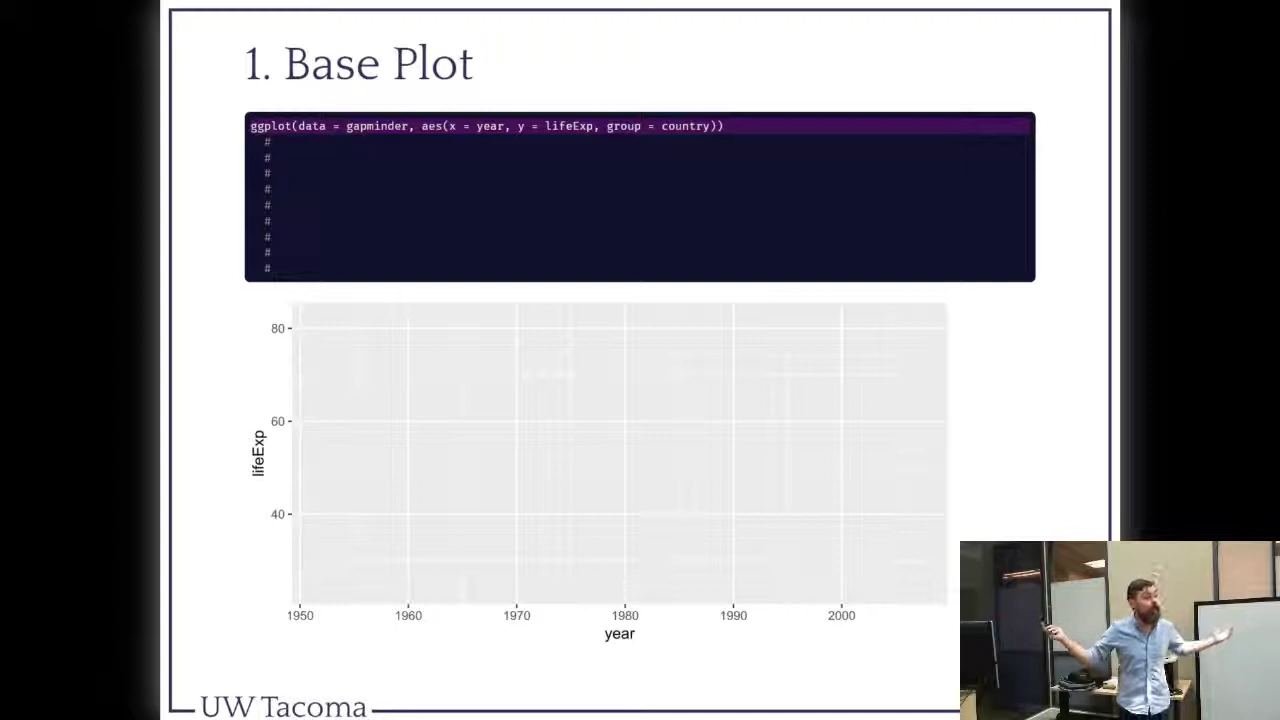 1. Base Plot
ggplot(data = gapminder, aes(x = year, y = lifeExp, group = country))
#
#
#
#
#
#
#
#
#
80
60
40
lifeExp
1950 1960 1970 1980 1990 2000
year
UW Tacoma